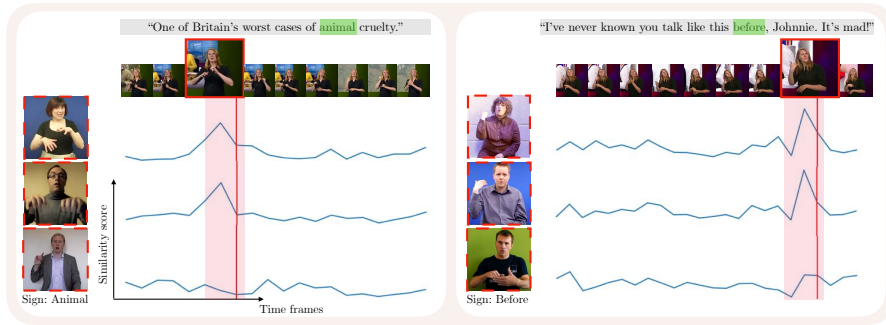 “One of Britain’s worst cases of animal cruelty.”
“I’ve never known you talk like this before, Johnnie. It’s mad!”
Similarity score
Sign: Animal
Time frames
Sign: Before